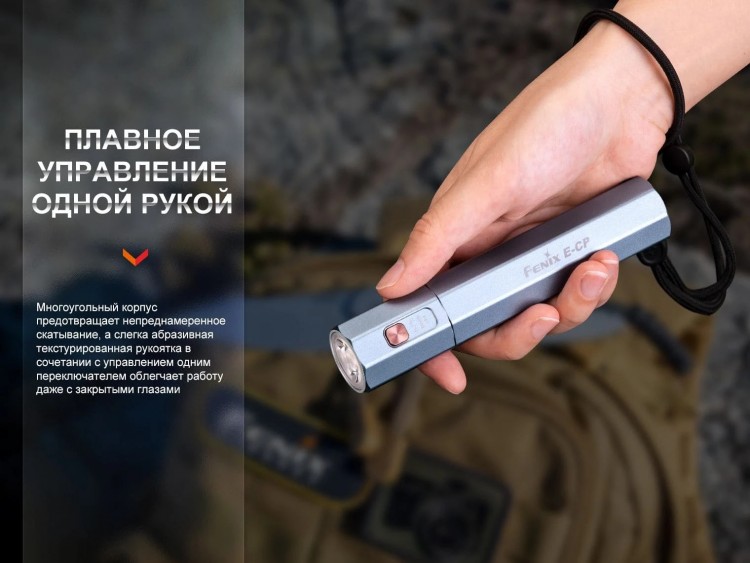 ПЛАВНОЕ
УПРАВЛЕНИЕ
ОДНОЙ РУКОЙ
Многоугольный корпус
предотвращает непреднамеренное
скатывание, а слегка абразивная
текстурированная рукоятка в
сочетании с управлением одним
переключателем облегчает работу
даже с закрытыми глазами
FENIX E-CP
FENIX